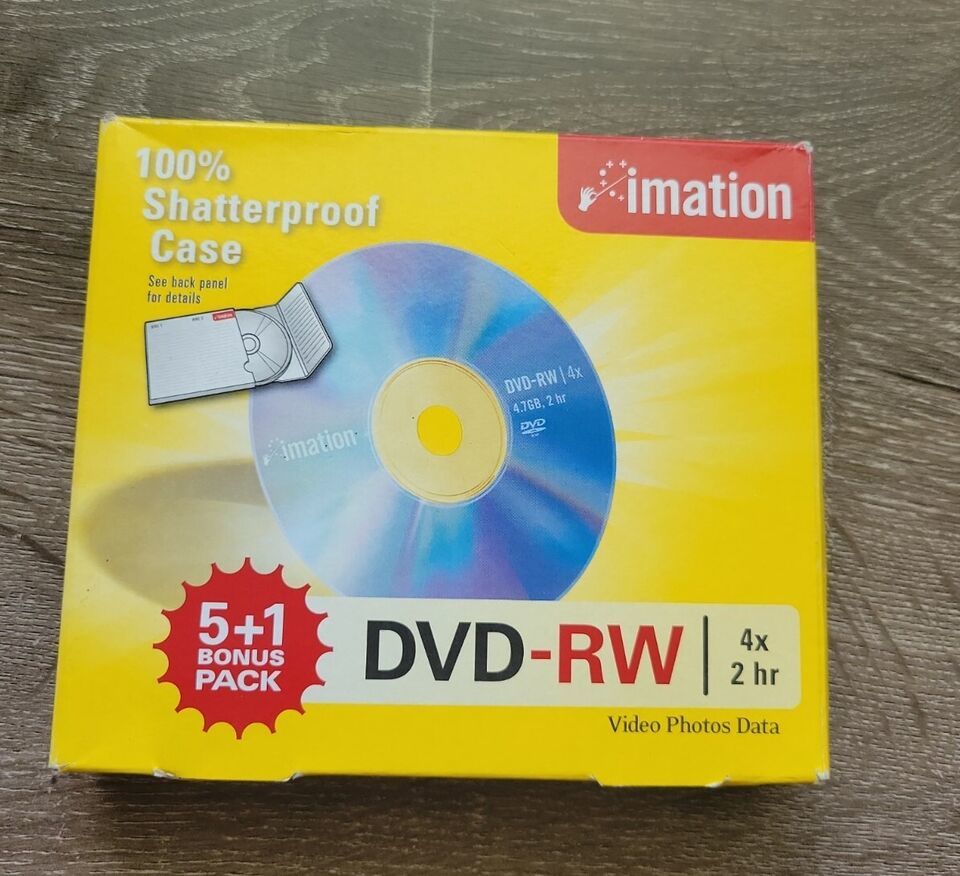 100%
Shatterproof
Case
See back panel
for details
imation
DVD-RW | 4x
4.7GB, 2 hr
DVD
imation
5+1
BONUS
PACK
DVD-RW | 4x
2 hr
Video Photos Data